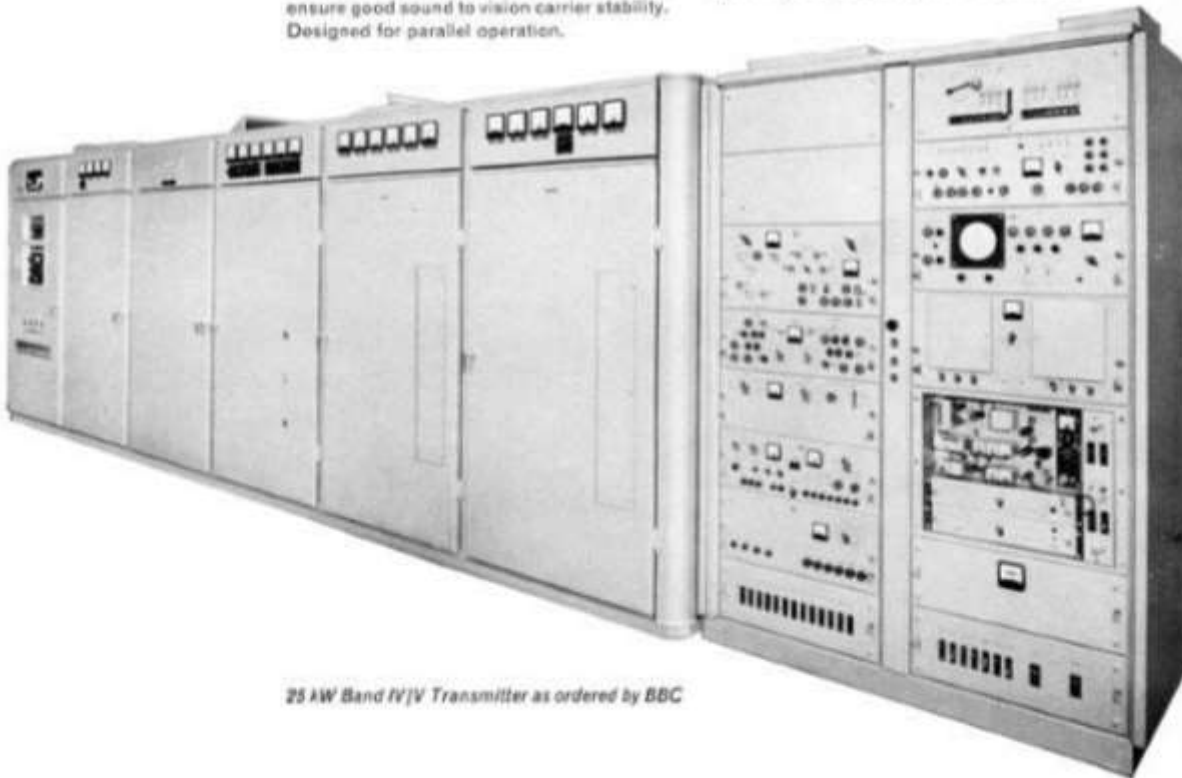 ensure good sound to vision carrier stability.
Designed for parallel operation.
25 kW Band IV/V Transmitter as ordered by BBC